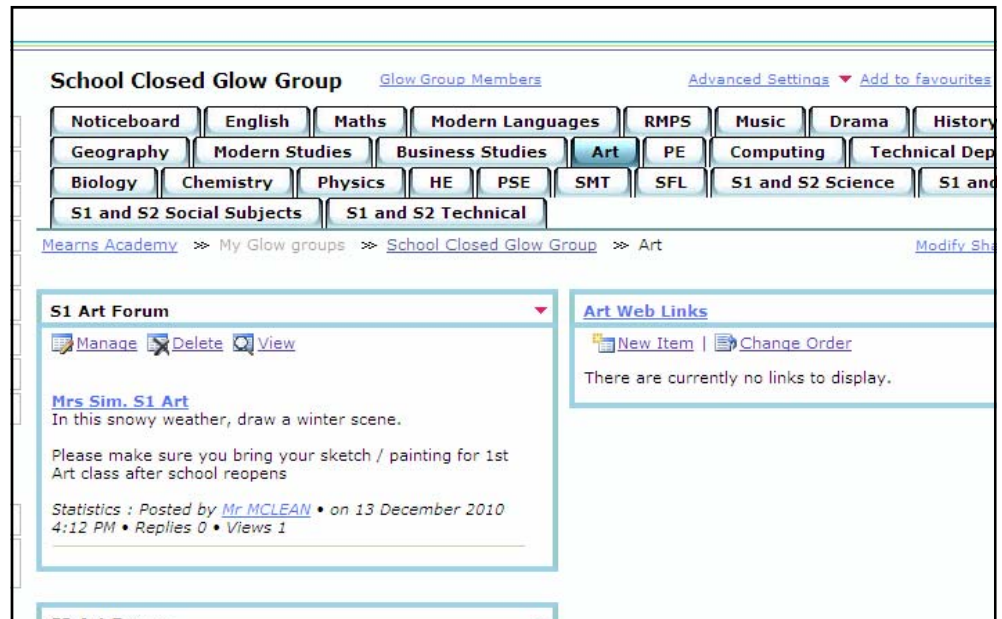 School Closed Glow Group Glow Group Members Advanced Settings Add to favourites
Noticeboard English Maths Modern Languages RMPS Music Drama History
Geography Modern Studies Business Studies Art PE Computing Technical Dep
Biology Chemistry Physics HE PSE SMT SFL S1 and S2 Science S1 and
S1 and S2 Social Subjects S1 and S2 Technical
Mearns Academy >> My Glow groups >> School Closed Glow Group >> Art Modify Sha
S1 Art Forum
Manage Delete View
Mrs Sim. S1 Art
In this snowy weather, draw a winter scene.
Please make sure you bring your sketch / painting for 1st
Art class after school reopens
Statistics : Posted by Mr MCLEAN • on 13 December 2010
4:12 PM • Replies 0 • Views 1
Art Web Links
New Item | Change Order
There are currently no links to display.